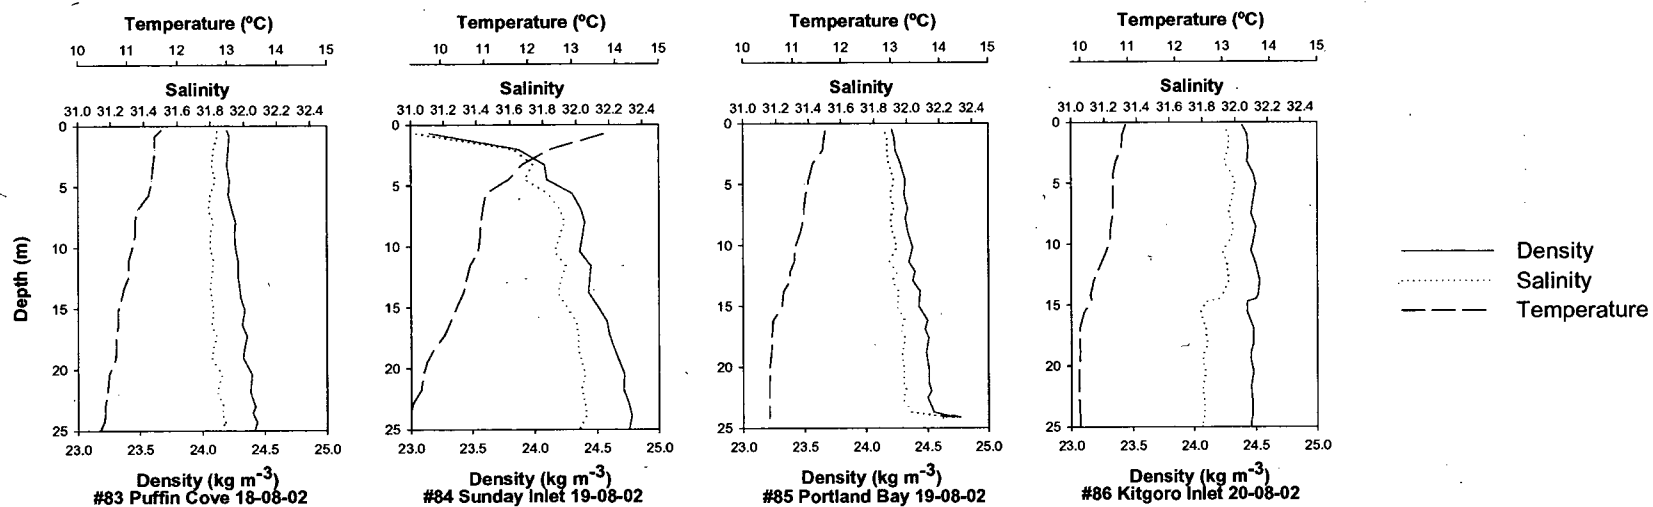 Temperature (ºC)
10 11 12 13 14 15
Salinity
31.0 31.2 31.4 31.6 31.8 32.0 32.2 32.4
0
5
10
15
20
25
Depth (m)
23.0 23.5 24.0 24.5 25.0
Density (kg m-3)
#83 Puffin Cove 18-08-02
Temperature (ºC)
10 11 12 13 14 15
Salinity
31.0 31.2 31.4 31.6 31.8 32.0 32.2 32.4
0
5
10
15
20
25
23.0 23.5 24.0 24.5 25.0
Density (kg m-3)
#84 Sunday Inlet 19-08-02
Temperature (ºC)
10 11 12 13 14 15
Salinity
31.0 31.2 31.4 31.6 31.8 32.0 32.2 32.4
0
5
10
15
20
25
23.0 23.5 24.0 24.5 25.0
Density (kg m-3)
#85 Portland Bay 19-08-02
Temperature (ºC)
10 11 12 13 14 15
Salinity
31.0 31.2 31.4 31.6 31.8 32.0 32.2 32.4
0
5
10
15
20
25
23.0 23.5 24.0 24.5 25.0
Density (kg m-3)
#86 Kitgoro Inlet 20-08-02
Density
Salinity
Temperature